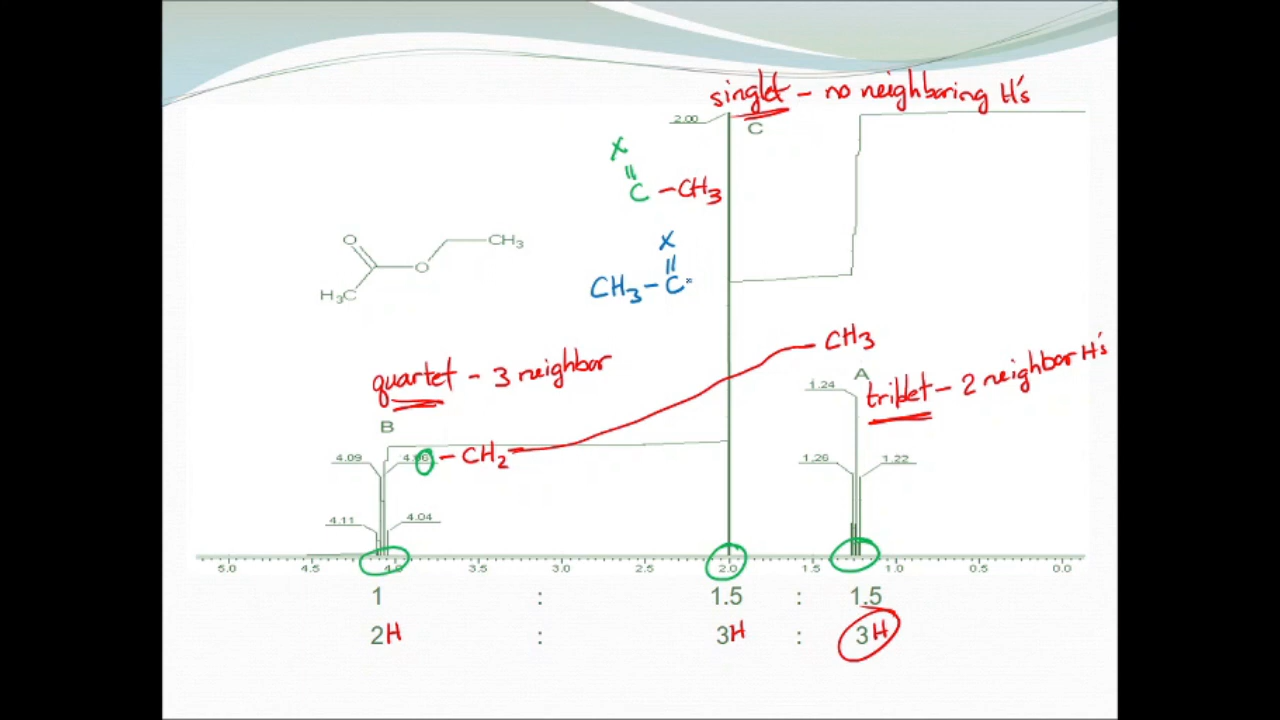 singlet – no neighboring H's
2.00
C
X
C – CH3
O
CH3
O
H3C
X
CH3 – C
CH3
quartet – 3 neighbor
A
1.24
triplet – 2 neighbor H's
B
4.09
4.06
O – CH2
1.26
1.22
4.11
4.04
5.0 4.5 4.0 3.5 3.0 2.5 2.0 1.5 1.0 0.5 0.0
1 : 1.5 : 1.5
2H : 3H : 3H